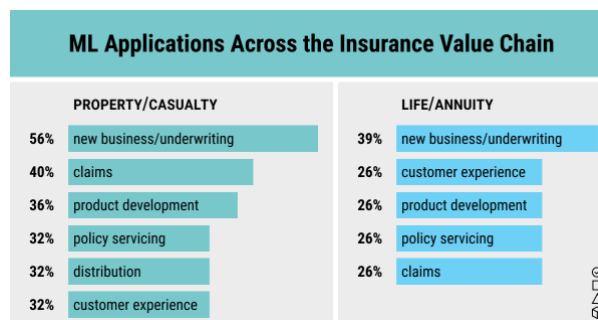 ML Applications Across the Insurance Value Chain
PROPERTY/CASUALTY
56% new business/underwriting
40% claims
36% product development
32% policy servicing
32% distribution
32% customer experience
LIFE/ANNUITY
39% new business/underwriting
26% customer experience
26% product development
26% policy servicing
26% claims